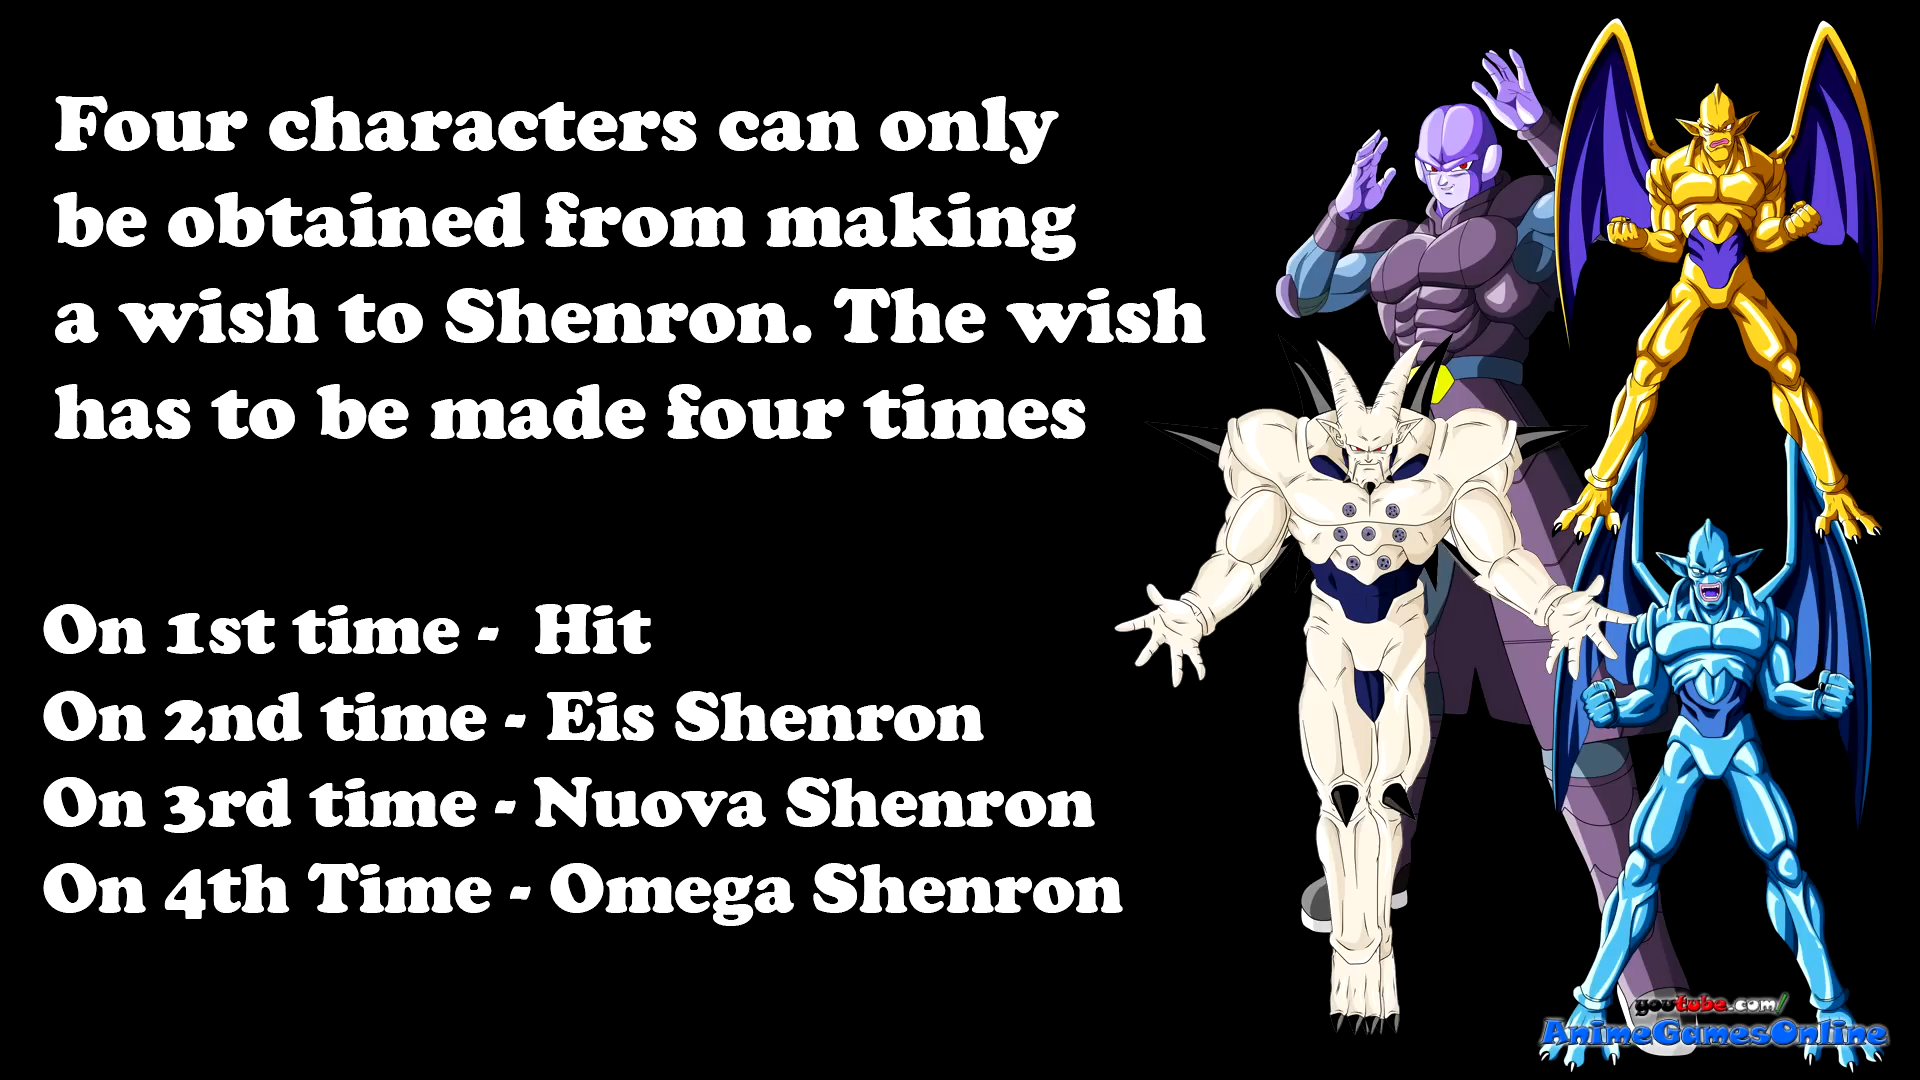 Four characters can only
be obtained from making
a wish to Shenron. The wish
has to be made four times
On 1st time - Hit
On 2nd time - Eis Shenron
On 3rd time - Nuova Shenron
On 4th Time - Omega Shenron
youtube.com/
AnimeGamesOnline